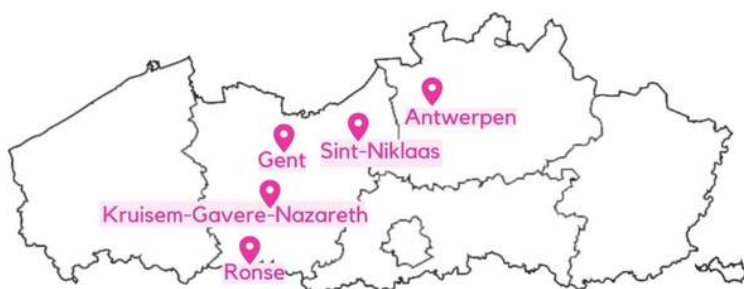 Antwerpen
Sint-Niklaas
Gent
Kruisem-Gavere-Nazareth
Ronse